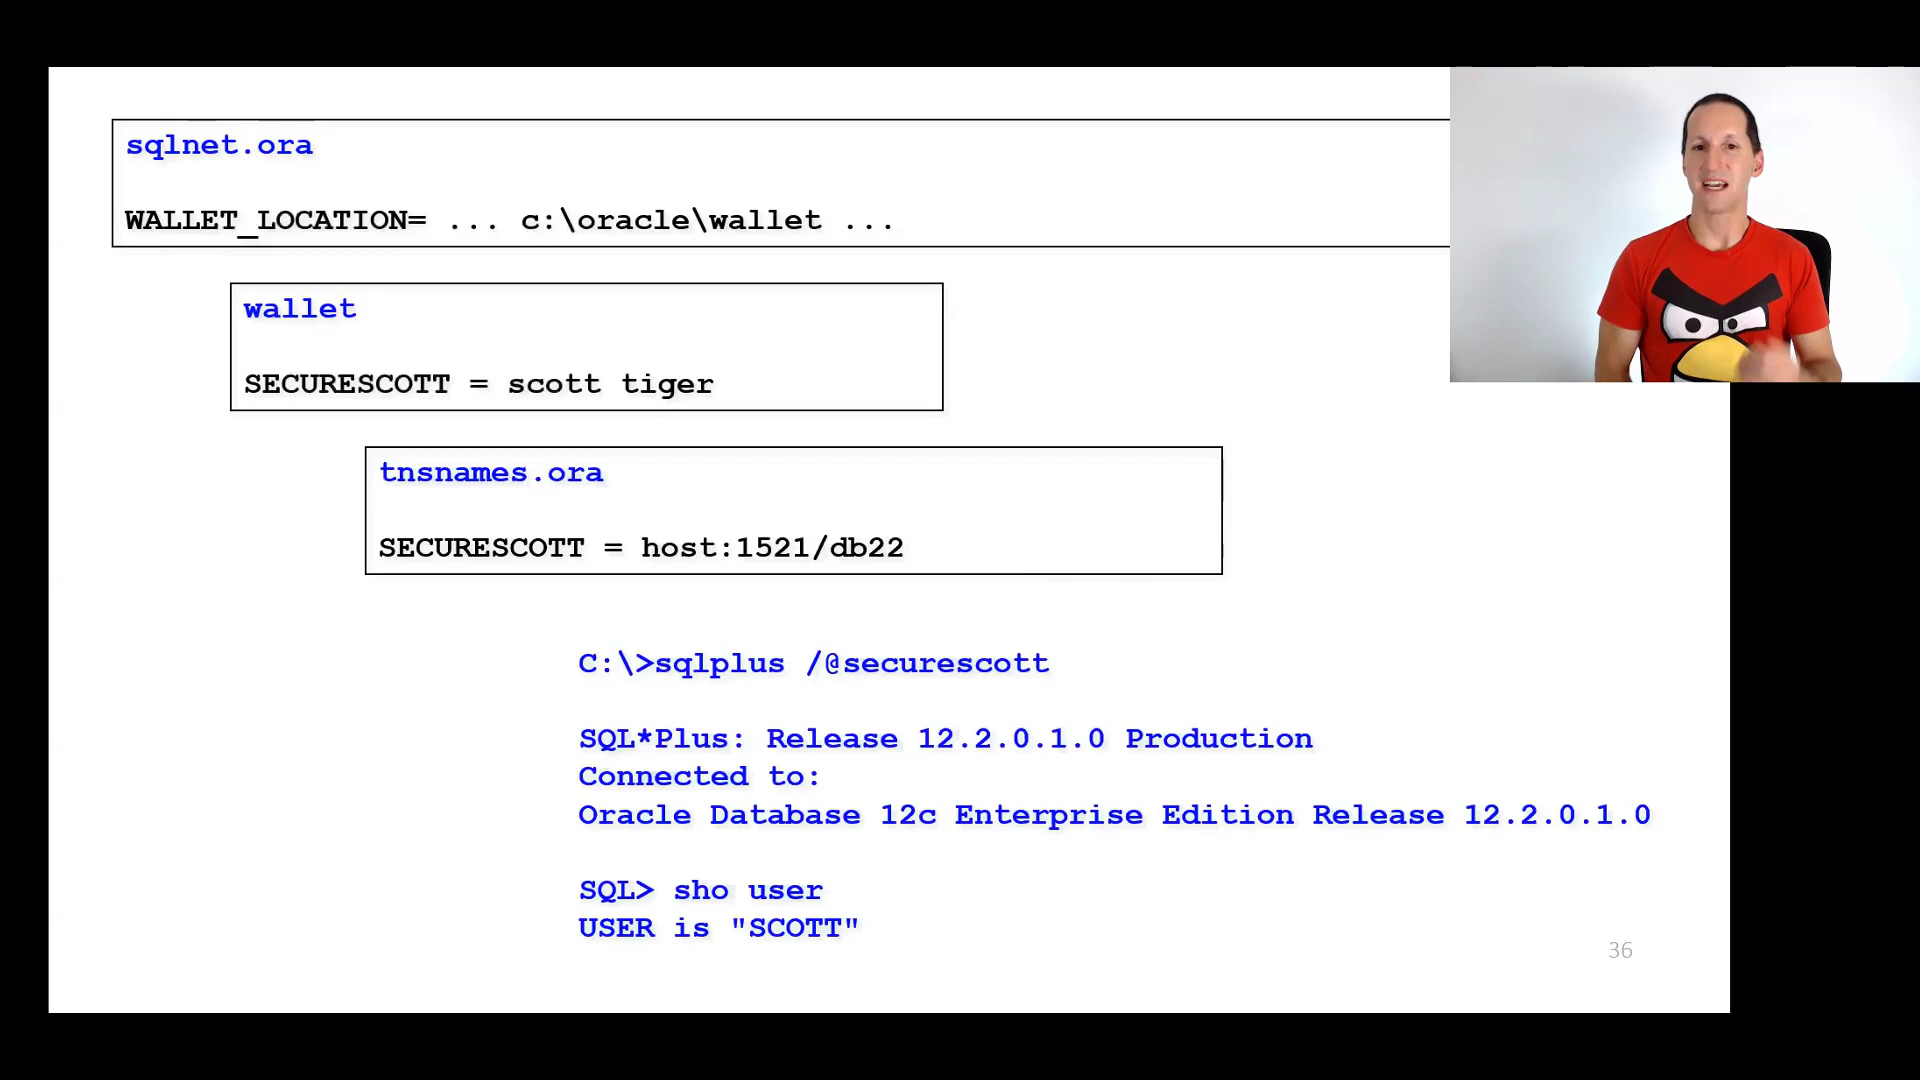 sqlnet.ora
WALLET_LOCATION= ... c:\oracle\wallet ...
wallet
SECURESCOTT = scott tiger
tnsnames.ora
SECURESCOTT = host:1521/db22
C:\>sqlplus /@securescott
SQL*Plus: Release 12.2.0.1.0 Production
Connected to:
Oracle Database 12c Enterprise Edition Release 12.2.0.1.0
SQL> sho user
USER is "SCOTT"
36